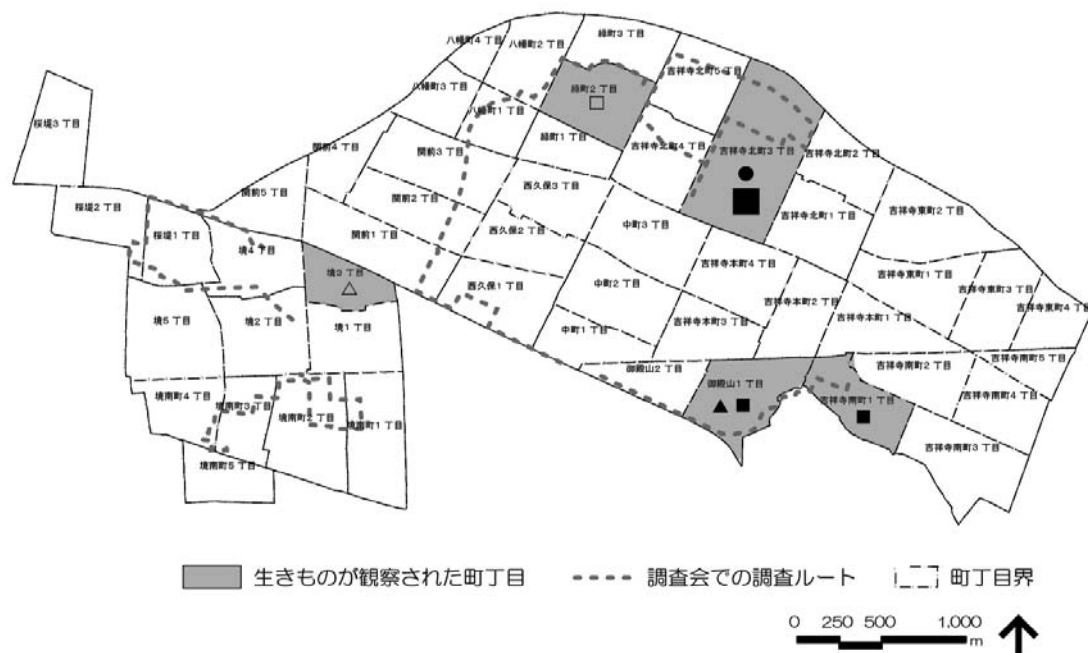 八幡町4 丁目
八幡町2 丁目
緑町3 丁目
吉祥寺北町5 丁目
桜堤3 丁目
八幡町3 丁目
八幡町1 丁目
緑町2 丁目
緑町1 丁目
吉祥寺北町4 丁目
吉祥寺北町3 丁目
吉祥寺北町2 丁目
関前4 丁目
関前3 丁目
西久保3 丁目
関前5 丁目
関前2 丁目
吉祥寺北町1 丁目
吉祥寺東町2 丁目
桜堤2 丁目
桜堤1 丁目
境4 丁目
関前1 丁目
西久保2 丁目
中町3 丁目
吉祥寺本町4 丁目
吉祥寺東町1 丁目
吉祥寺東町3 丁目
吉祥寺東町4 丁目
境3 丁目
西久保1 丁目
中町2 丁目
吉祥寺本町2 丁目
吉祥寺本町1 丁目
境5 丁目
境2 丁目
境1 丁目
中町1 丁目
吉祥寺本町3 丁目
御殿山2 丁目
御殿山1 丁目
吉祥寺南町2 丁目
吉祥寺南町5 丁目
吉祥寺南町4 丁目
境南町4 丁目
境南町3 丁目
境南町2 丁目
境南町1 丁目
吉祥寺南町1 丁目
吉祥寺南町3 丁目
境南町5 丁目
生きものが観察された町丁目
調査会での調査ルート
町丁目界
0 250 500 1,000
m